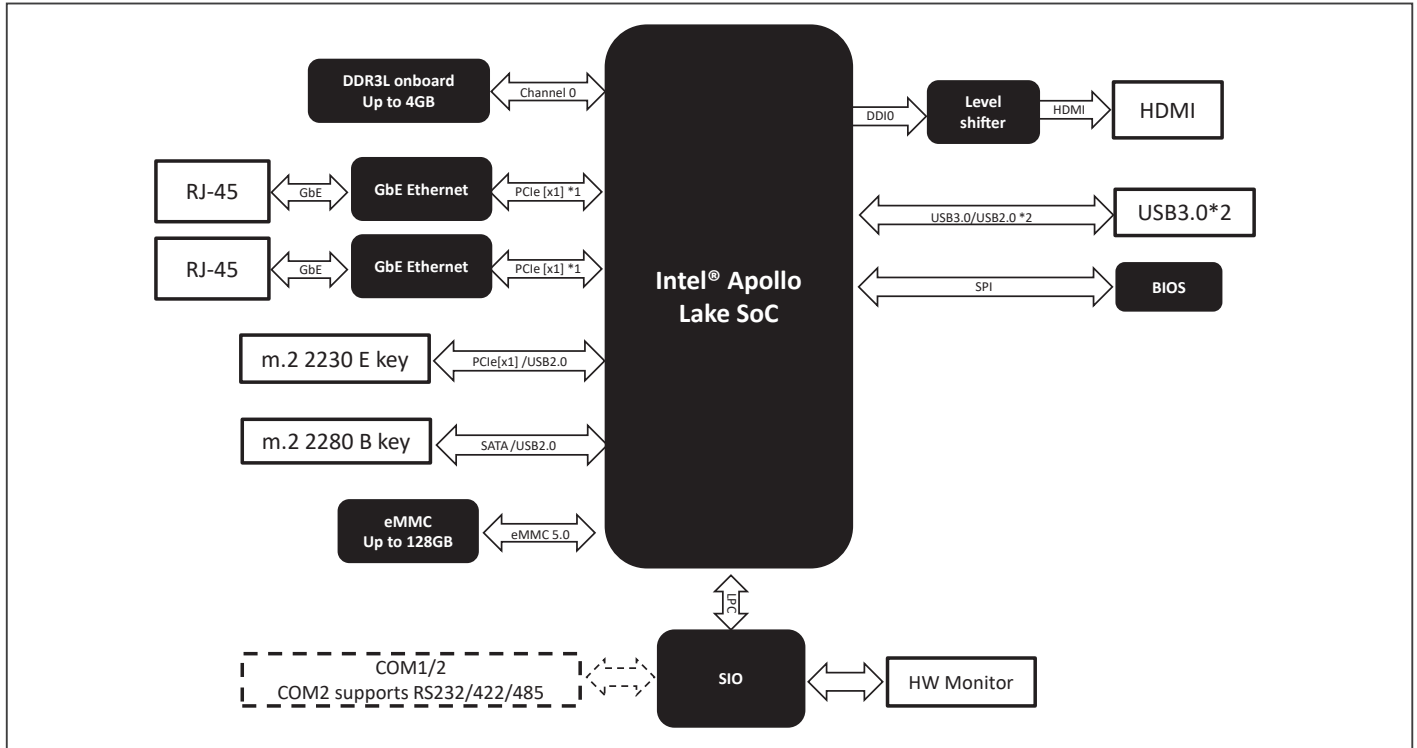 DDR3L onboard
Up to 4GB
Channel 0
DDI0
Level
shifter
HDMI
HDMI
RJ-45
GbE
GbE Ethernet
PCIe [x1] *1
USB3.0/USB2.0 *2
USB3.0*2
RJ-45
GbE
GbE Ethernet
PCIe [x1] *1
Intel® Apollo
Lake SoC
SPI
BIOS
m.2 2230 E key
PCIe[x1] /USB2.0
m.2 2280 B key
SATA /USB2.0
eMMC
Up to 128GB
eMMC 5.0
LPC
COM1/2
COM2 supports RS232/422/485
SIO
HW Monitor